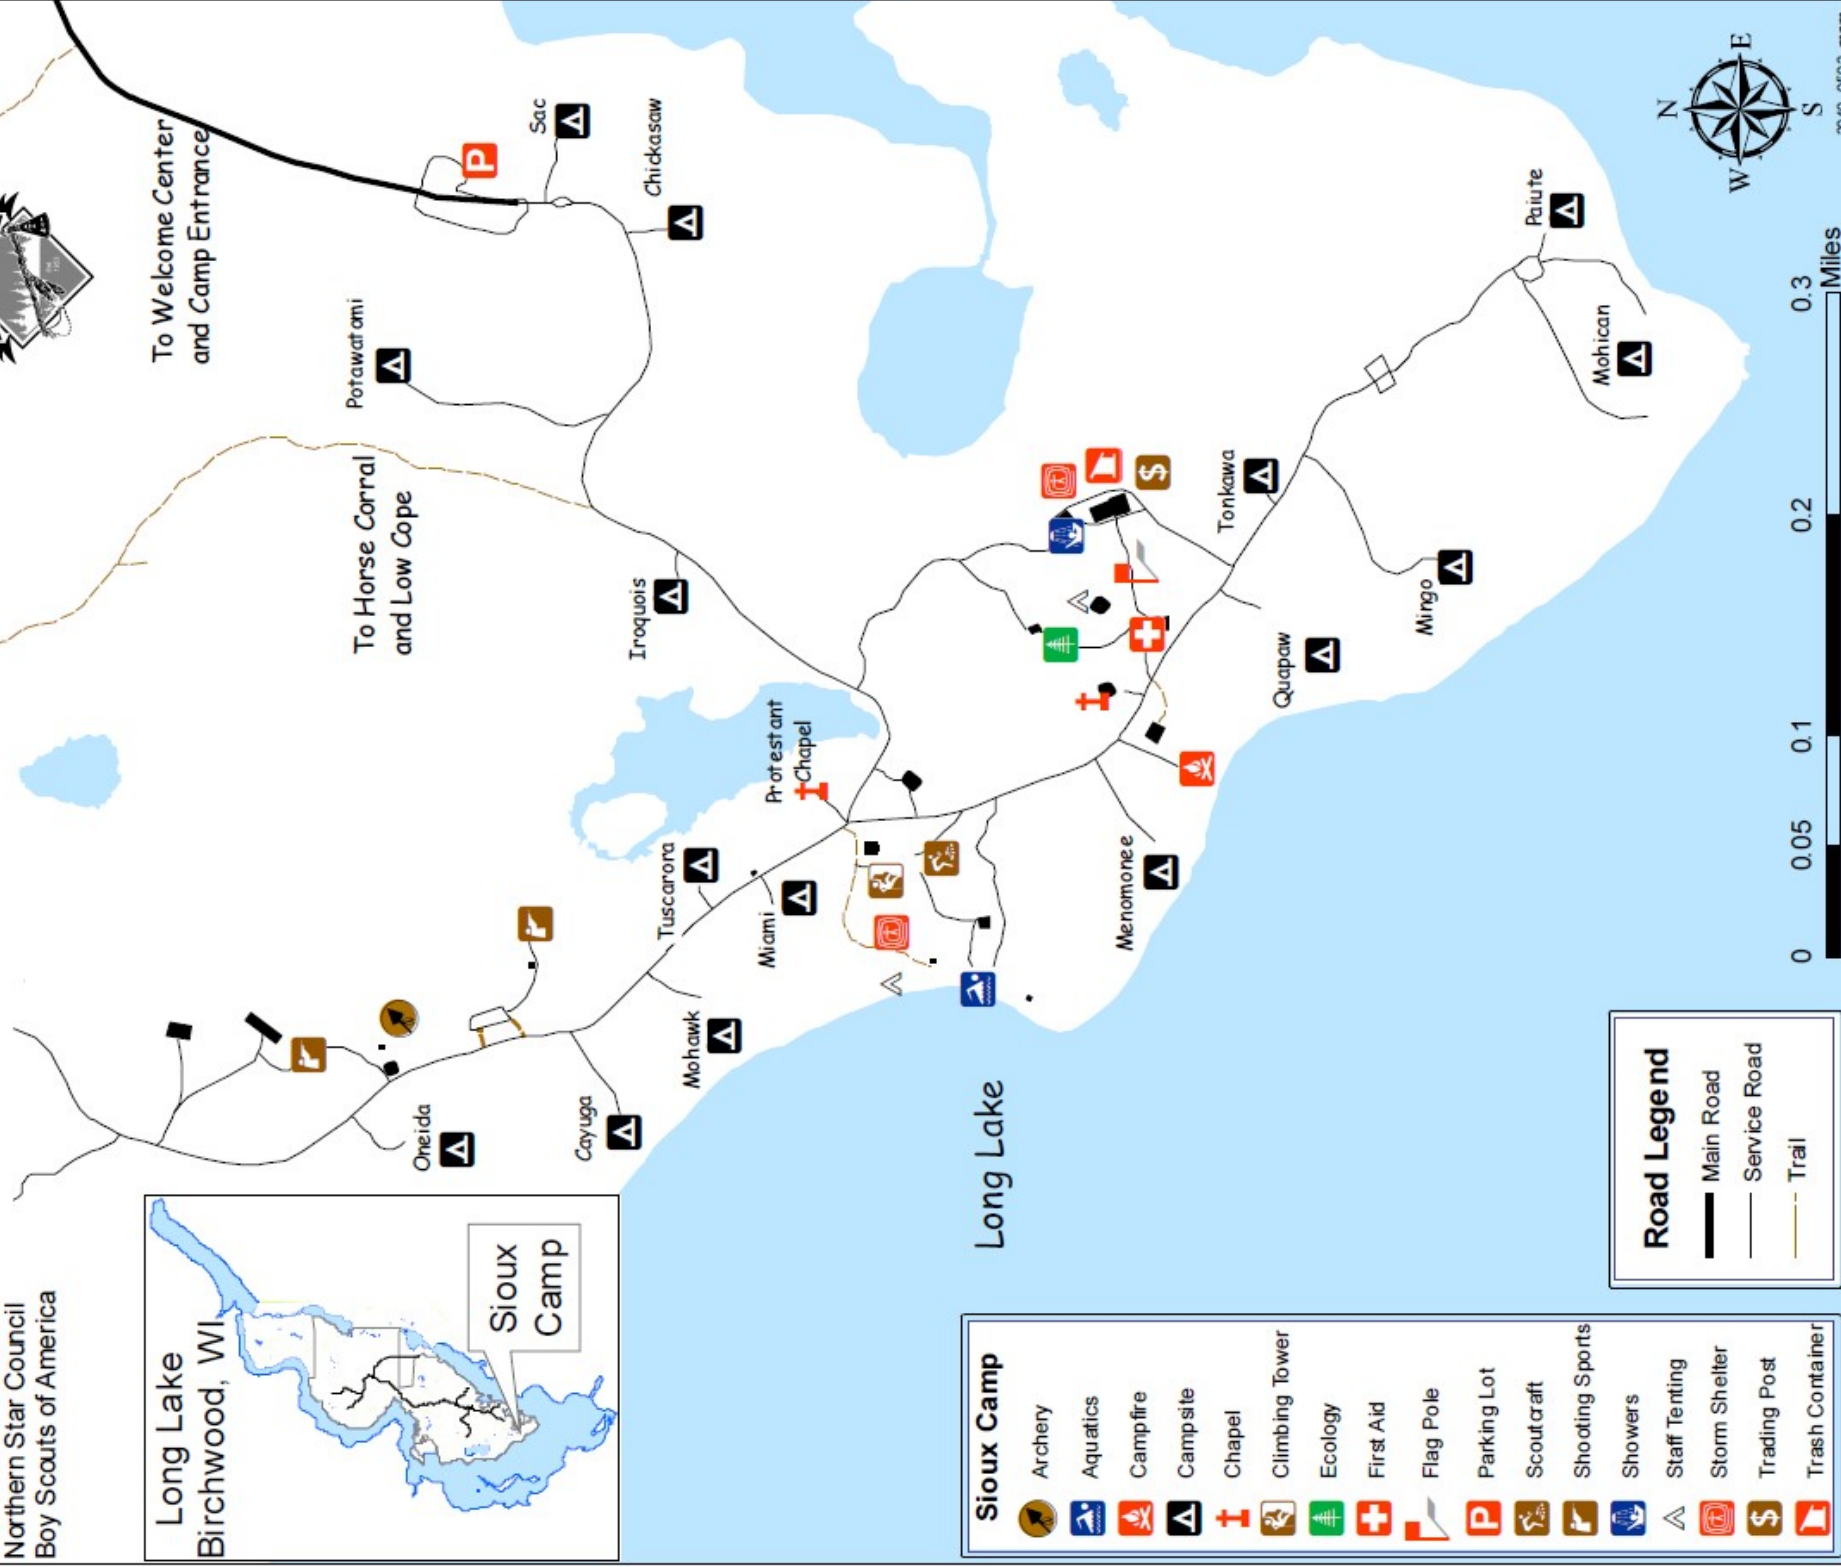 Northern Star Council
Boy Scouts of America
Long Lake
Birchwood, WI
Sioux
Camp
To Welcome Center
and Camp Entrance
To Horse Corral
and Low Cope
Sac
Chickasaw
Potawatami
Iroquois
Protestant
Chapel
Tuscarora
Miami
Mohawk
Cayuga
Oneida
Menomonee
Quapaw
Tonkawa
Mingo
Mohican
Paiute
Long Lake
N
E
S
W
Sioux Camp
Archery
Aquatics
Campfire
Campsite
Chapel
Climbing Tower
Ecology
First Aid
Flag Pole
P Parking Lot
Scoutcraft
Shooting Sports
Showers
Staff Tenting
Storm Shelter
$ Trading Post
Trash Container
Road Legend
Main Road
Service Road
Trail
0 0.05 0.1 0.2 0.3
Miles
P
$